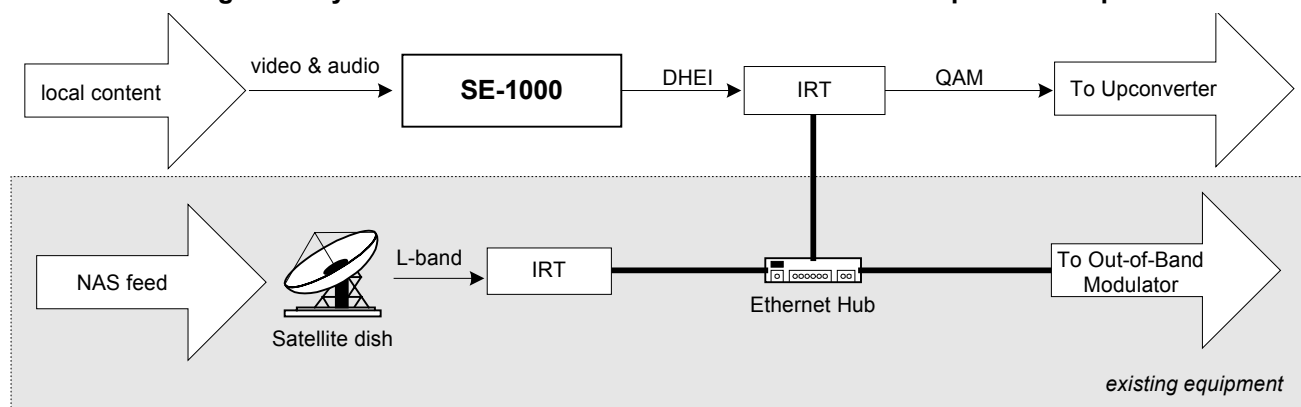 video & audio
local content
SE-1000
DHEI
IRT
QAM
To Upconverter
NAS feed
Satellite dish
L-band
IRT
Ethernet Hub
To Out-of-Band
Modulator
existing equipment